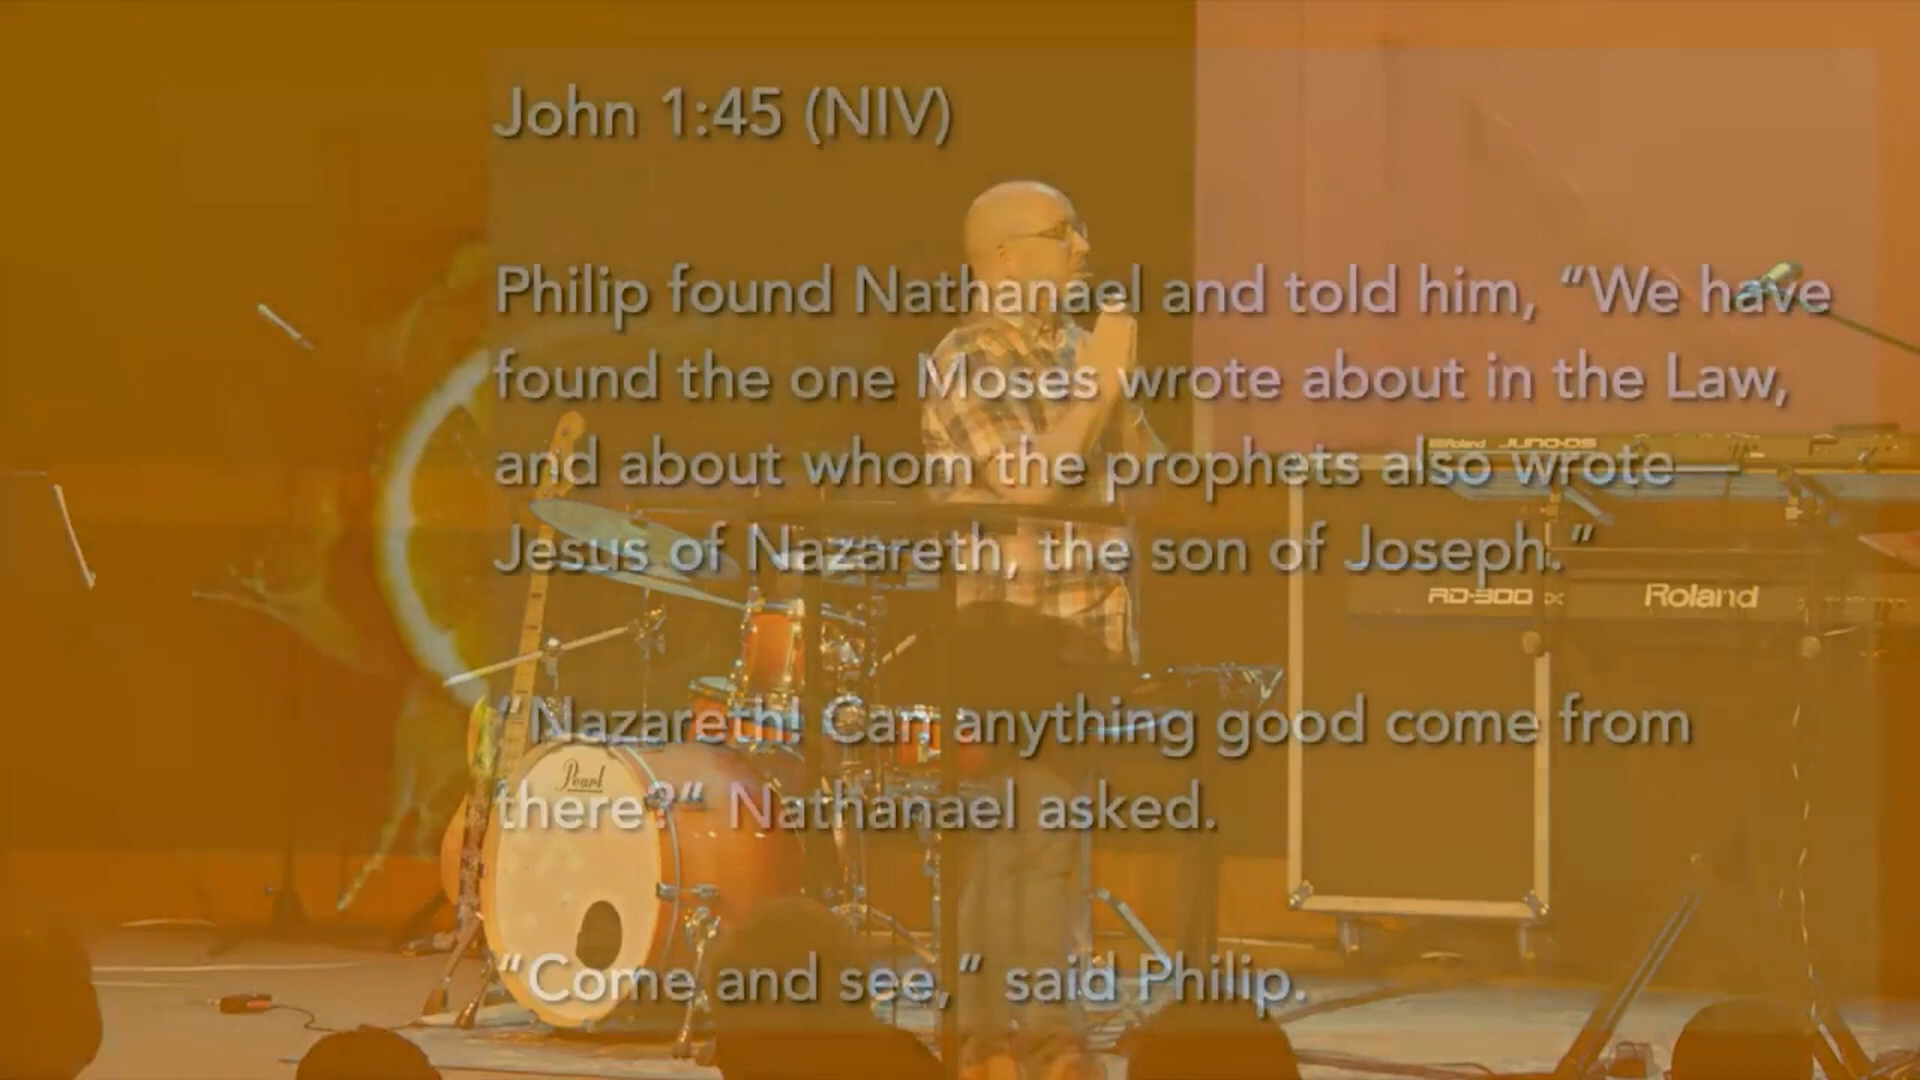 John 1:45 (NIV)
Philip found Nathanael and told him, “We have
found the one Moses wrote about in the Law,
and about whom the prophets also wrote
Jesus of Nazareth, the son of Joseph.“
“Nazareth! Can anything good come from
there?“ Nathanael asked.
“Come and see,“ said Philip.
Roland JUNO-DS
RD-300 GX
Roland
Pearl